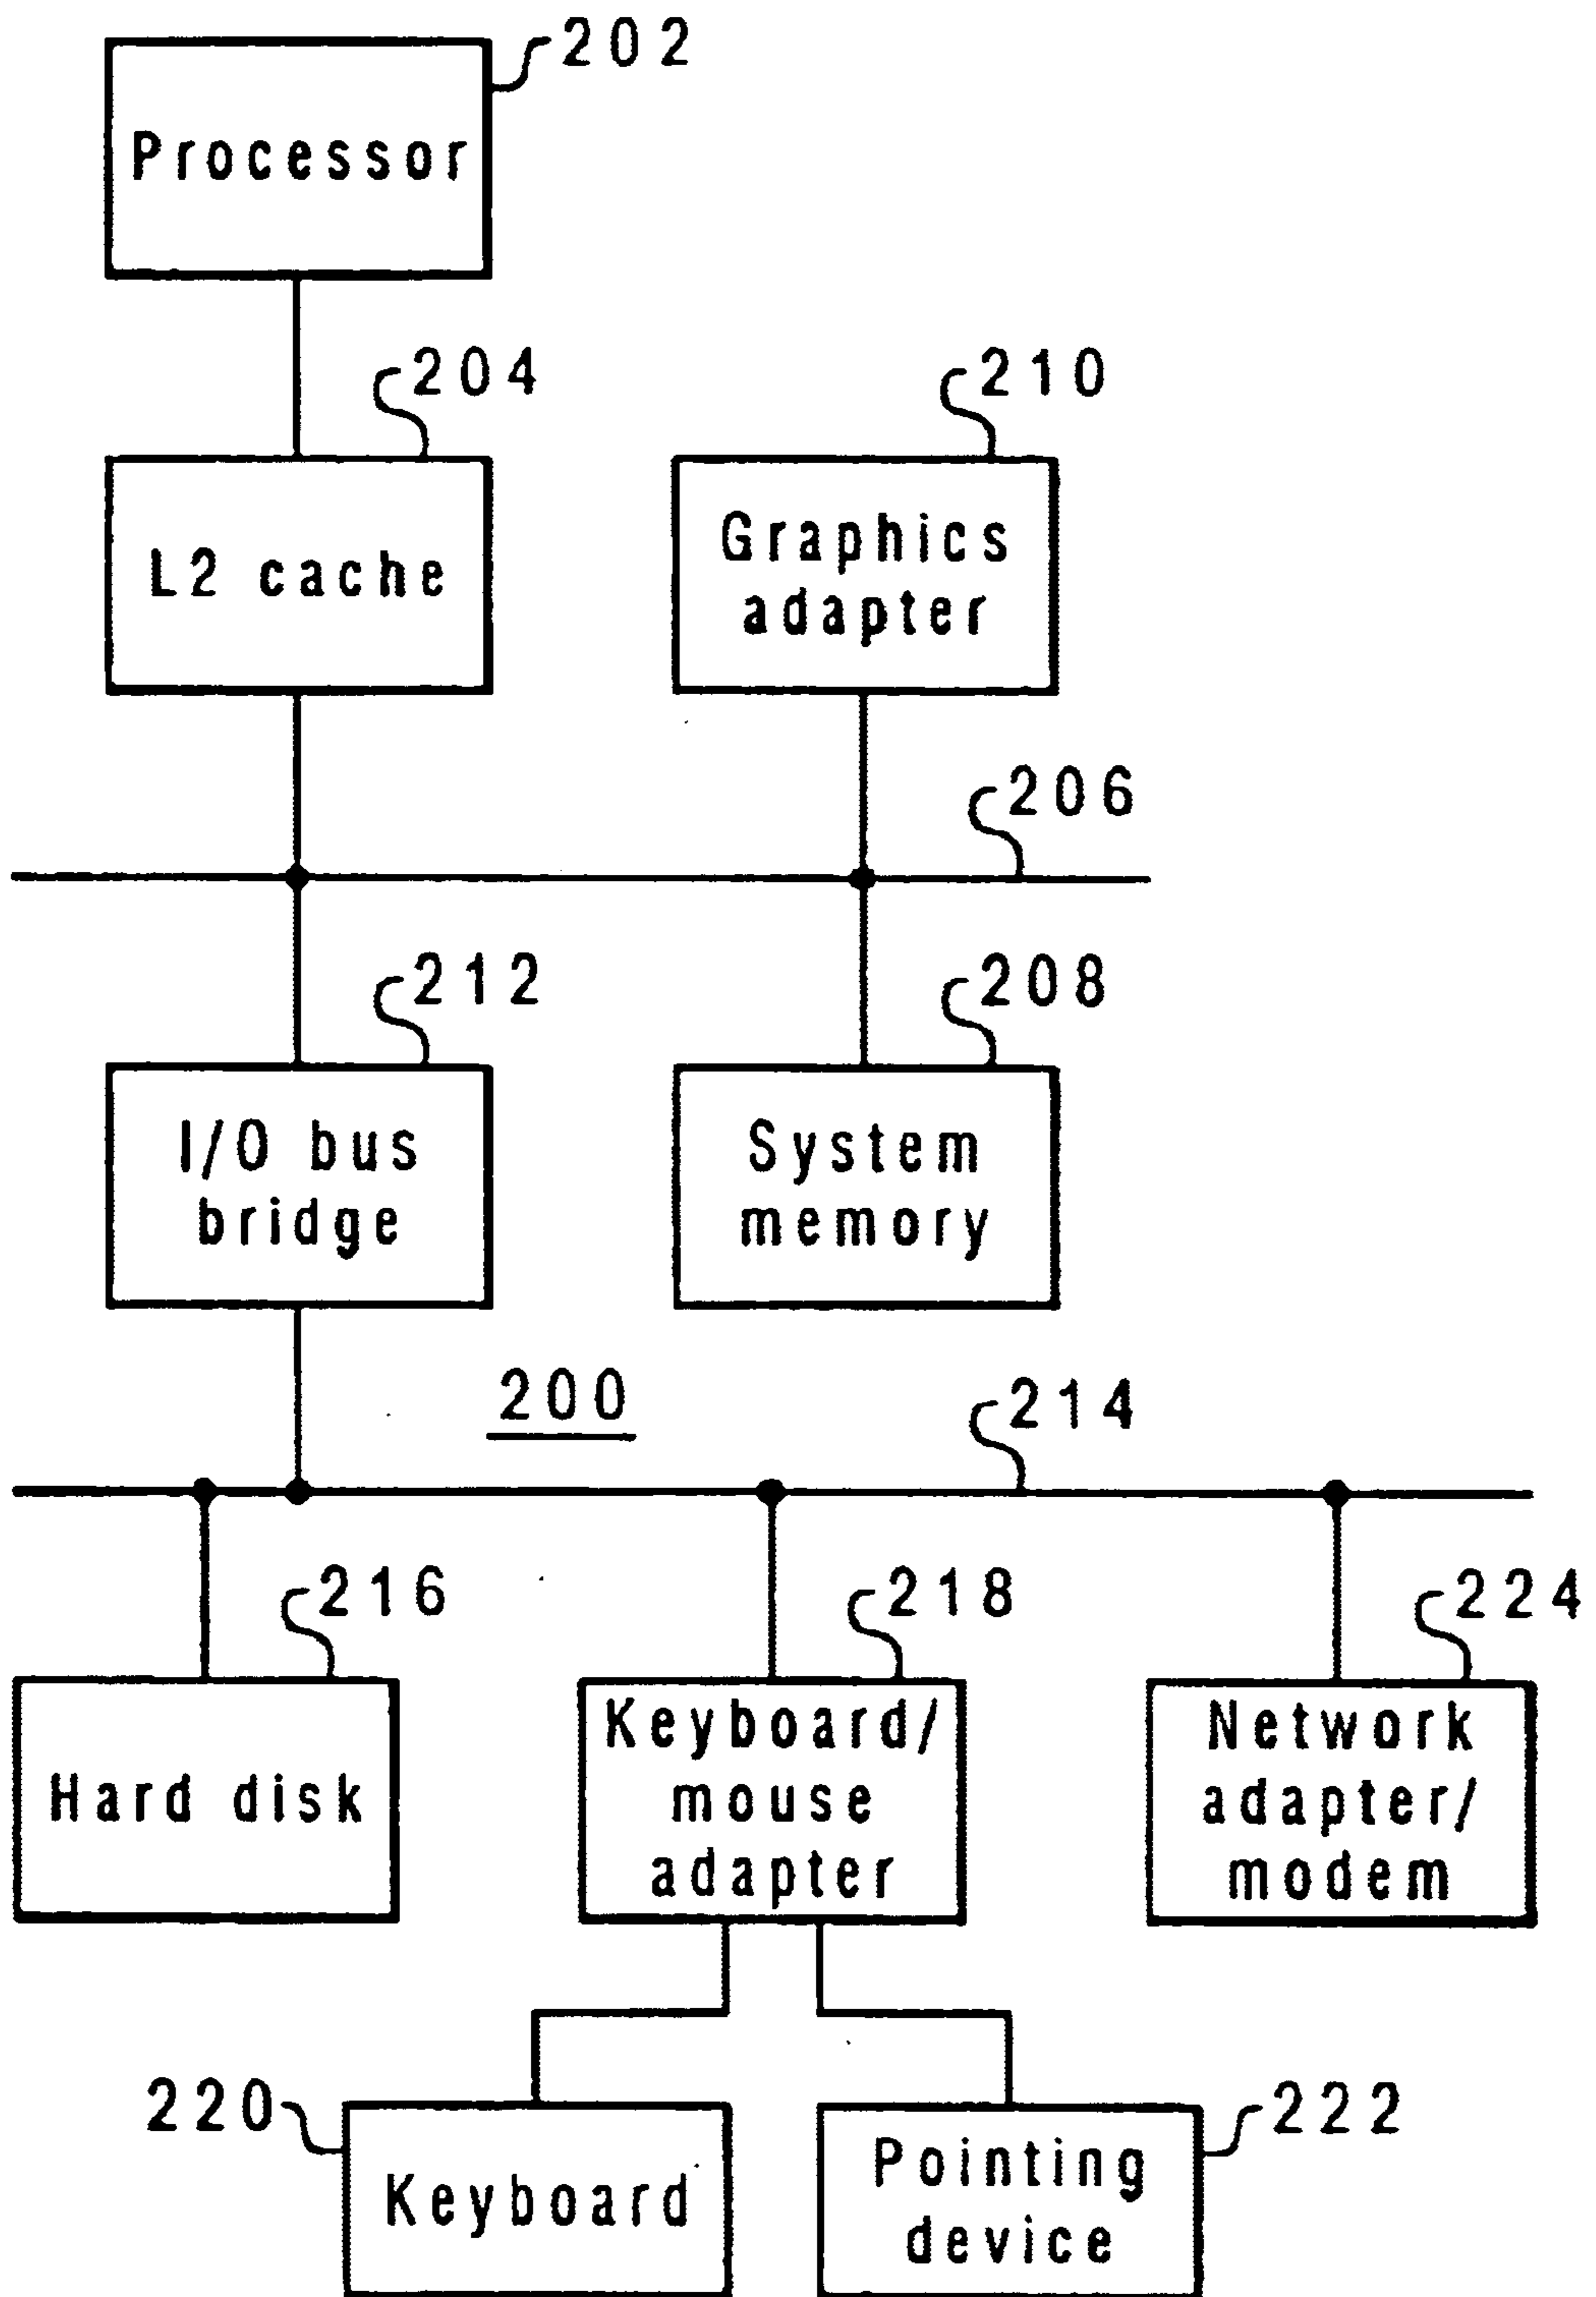 202
Processor
204
210
L2 cache
Graphics
adapter
206
212
208
I/O bus
bridge
System
memory
200
214
216
218
224
Hard disk
Keyboard/
mouse
adapter
Network
adapter/
modem
220
222
Keyboard
Pointing
device